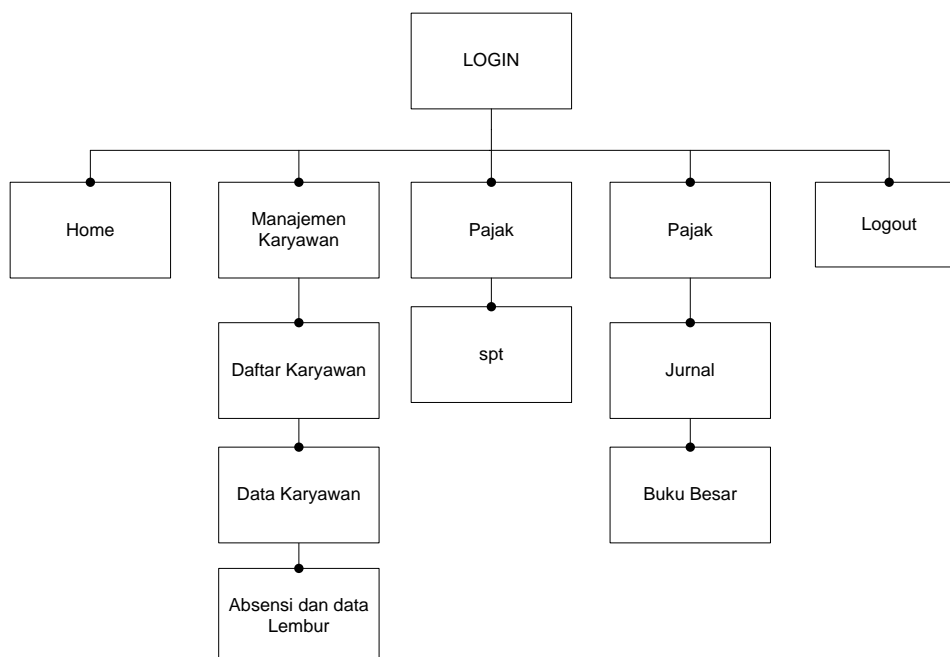 LOGIN
Home
Manajemen
Karyawan
Pajak
Pajak
Logout
Daftar Karyawan
spt
Jurnal
Data Karyawan
Buku Besar
Absensi dan data
Lembur